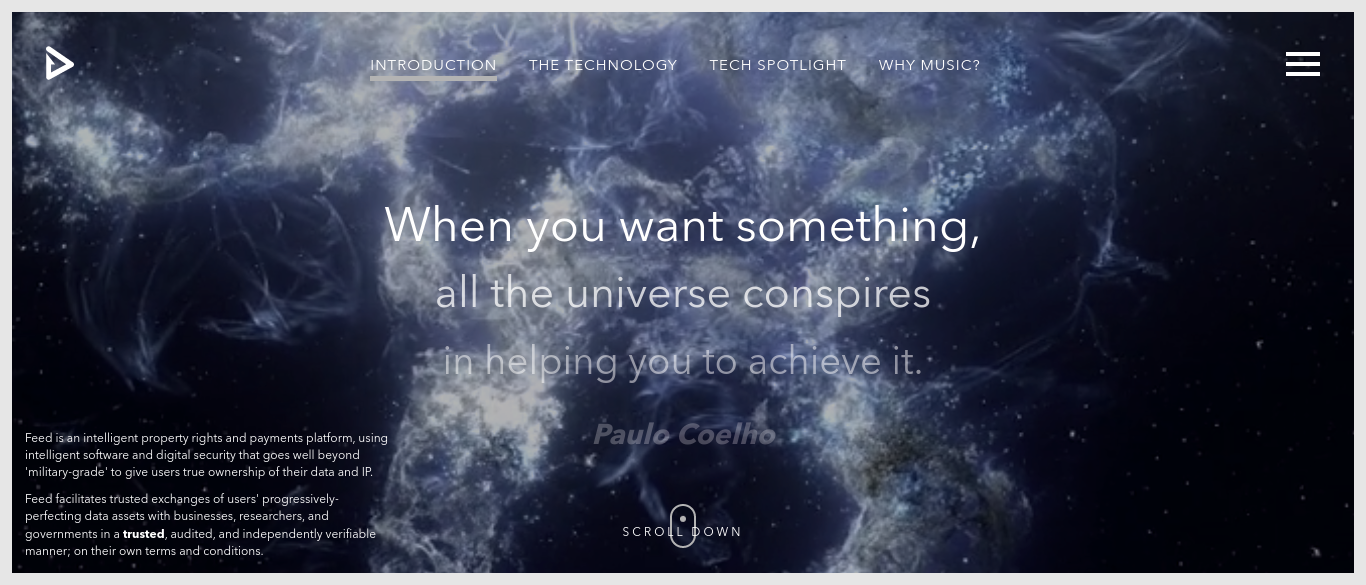 INTRODUCTION THE TECHNOLOGY TECH SPOTLIGHT WHY MUSIC?
When you want something,
all the universe conspires
in helping you to achieve it.
Paulo Coelho
Feed is an intelligent property rights and payments platform, using
intelligent software and digital security that goes well beyond
'military-grade' to give users true ownership of their data and IP.
Feed facilitates trusted exchanges of users' progressively-
perfecting data assets with businesses, researchers, and
governments in a trusted, audited, and independently verifiable
manner; on their own terms and conditions.
SCROLL DOWN